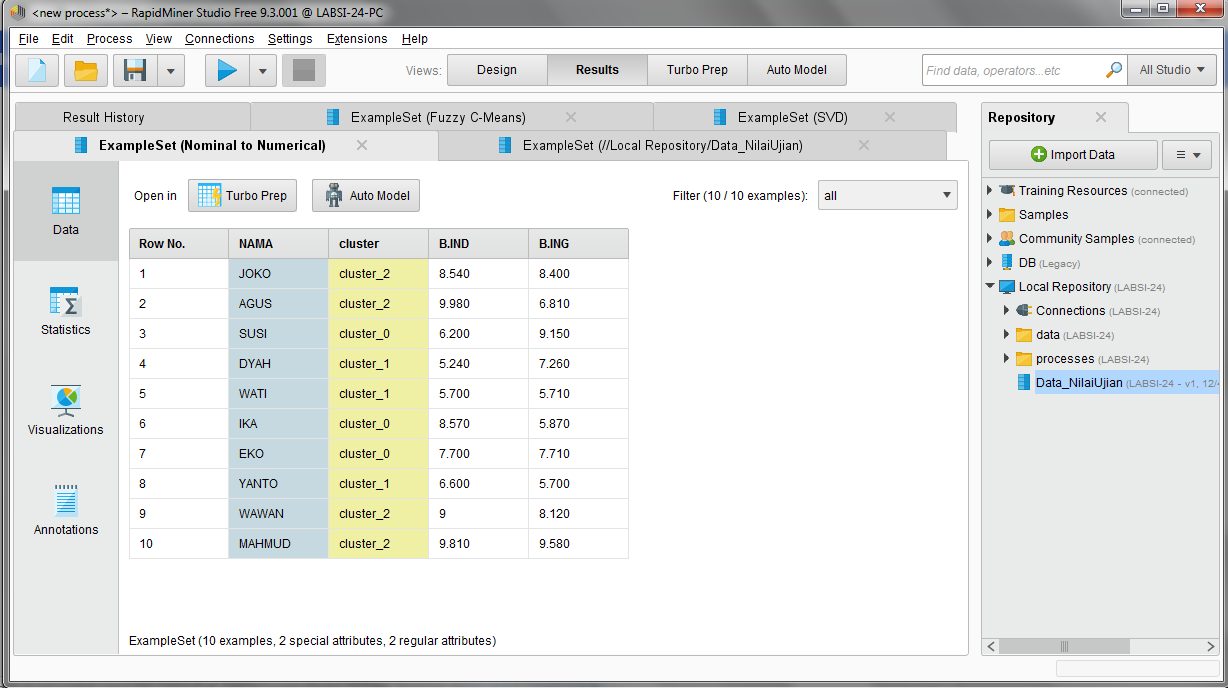 <new process*> – RapidMiner Studio Free 9.3.001 @ LABSI-24-PC
File Edit Process View Connections Settings Extensions Help
Views: Design Results Turbo Prep Auto Model Find data, operators...etc All Studio
Result History ExampleSet (Fuzzy C-Means) ExampleSet (SVD)
ExampleSet (Nominal to Numerical) ExampleSet (//Local Repository/Data_NilaiUjian)
Data
Statistics
Visualizations
Annotations
Open in Turbo Prep Auto Model Filter (10 / 10 examples): all
Row No. NAMA cluster B.IND B.ING
1 JOKO cluster_2 8.540 8.400
2 AGUS cluster_2 9.980 6.810
3 SUSI cluster_0 6.200 9.150
4 DYAH cluster_1 5.240 7.260
5 WATI cluster_1 5.700 5.710
6 IKA cluster_0 8.570 5.870
7 EKO cluster_0 7.700 7.710
8 YANTO cluster_1 6.600 5.700
9 WAWAN cluster_2 9 8.120
10 MAHMUD cluster_2 9.810 9.580
ExampleSet (10 examples, 2 special attributes, 2 regular attributes)
Repository
Import Data
Training Resources (connected)
Samples
Community Samples (connected)
DB (Legacy)
Local Repository (LABSI-24)
Connections (LABSI-24)
data (LABSI-24)
processes (LABSI-24)
Data_NilaiUjian (LABSI-24 - v1, 12/